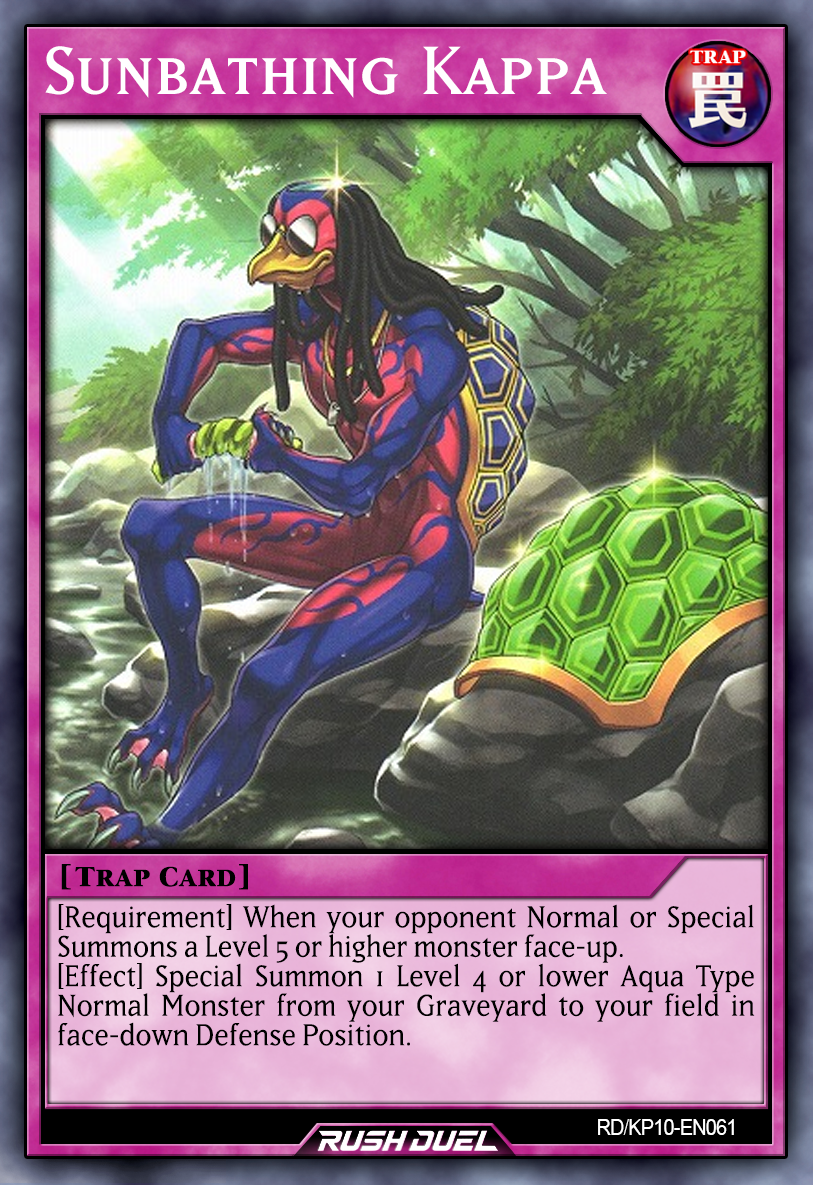 Sunbathing Kappa
TRAP
罠
[Trap Card]
[Requirement] When your opponent Normal or Special
Summons a Level 5 or higher monster face-up.
[Effect] Special Summon 1 Level 4 or lower Aqua Type
Normal Monster from your Graveyard to your field in
face-down Defense Position.
RD/KP10-EN061
RUSH DUEL